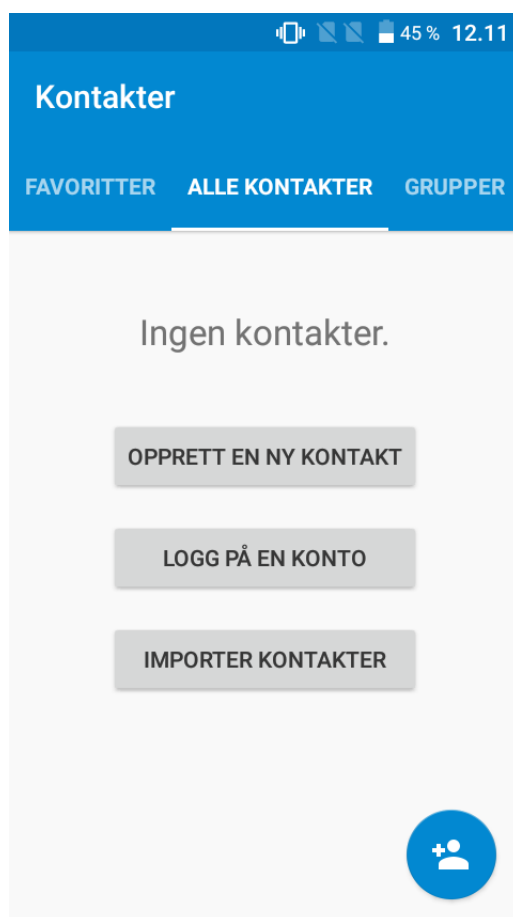 45 % 12.11
Kontakter
FAVORITTER ALLE KONTAKTER GRUPPER
Ingen kontakter.
OPPRETT EN NY KONTAKT
LOGG PÅ EN KONTO
IMPORTER KONTAKTER